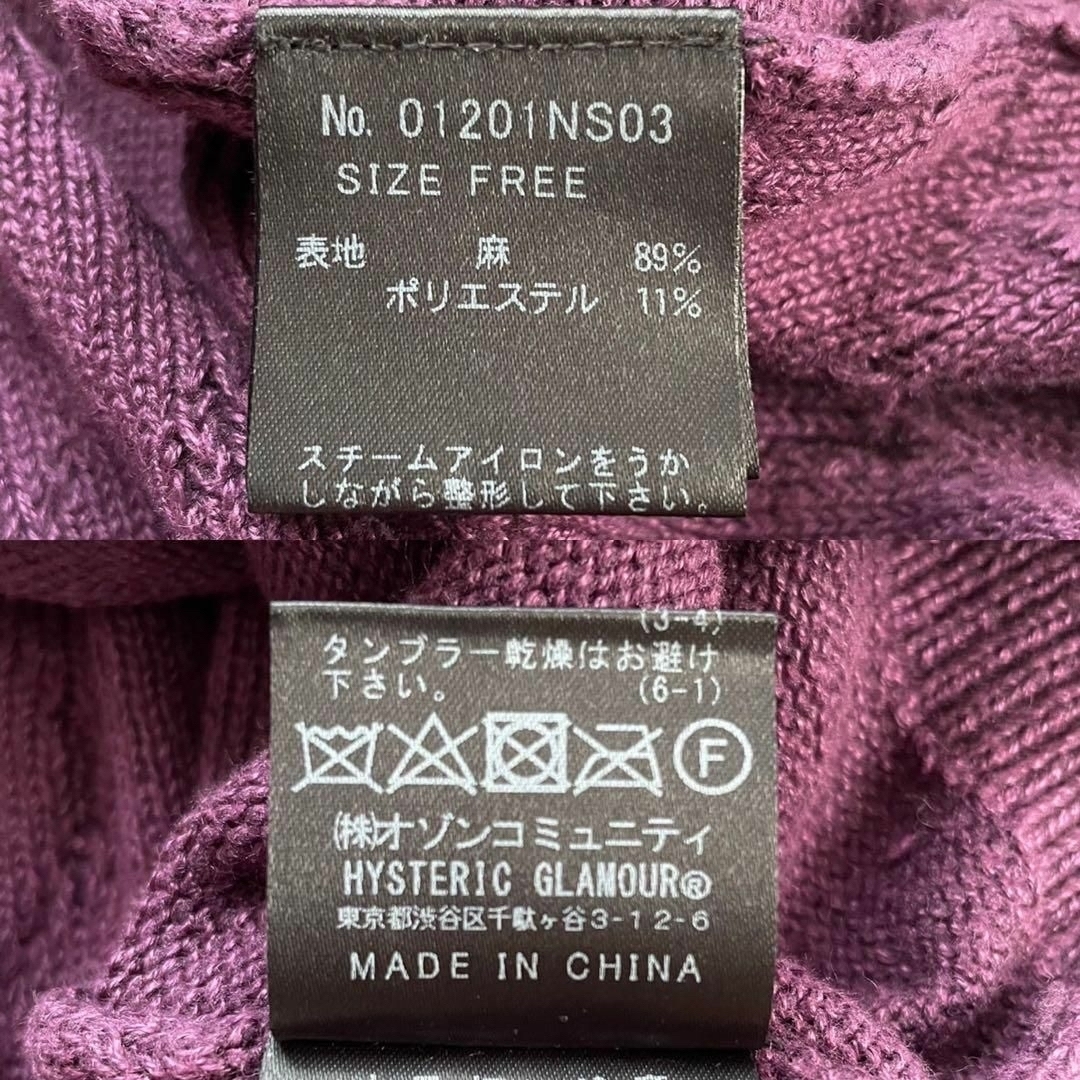 No. 01201NS03
SIZE FREE
表地 麻 89%
ポリエステル 11%
スチームアイロンをうか
しながら整形して下さい。
(3-4)
タンブラー乾燥はお避け
下さい。 (6-1)
F
㈱オゾンコミュニティ
HYSTERIC GLAMOUR®
東京都渋谷区千駄ヶ谷3-12-6
MADE IN CHINA